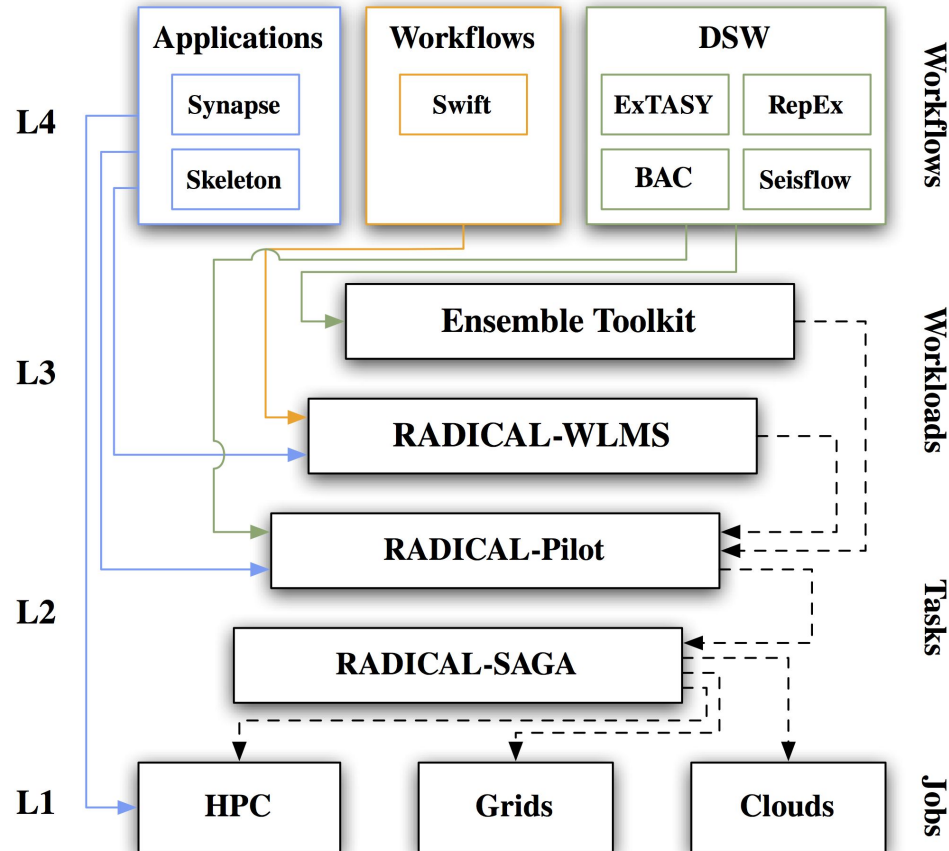 Applications
Workflows
DSW
Workflows
L4
Synapse
Swift
ExTASY
RepEx
Skeleton
BAC
Seisflow
Ensemble Toolkit
Workloads
L3
RADICAL-WLMS
RADICAL-Pilot
Tasks
L2
RADICAL-SAGA
L1
HPC
Grids
Clouds
Jobs